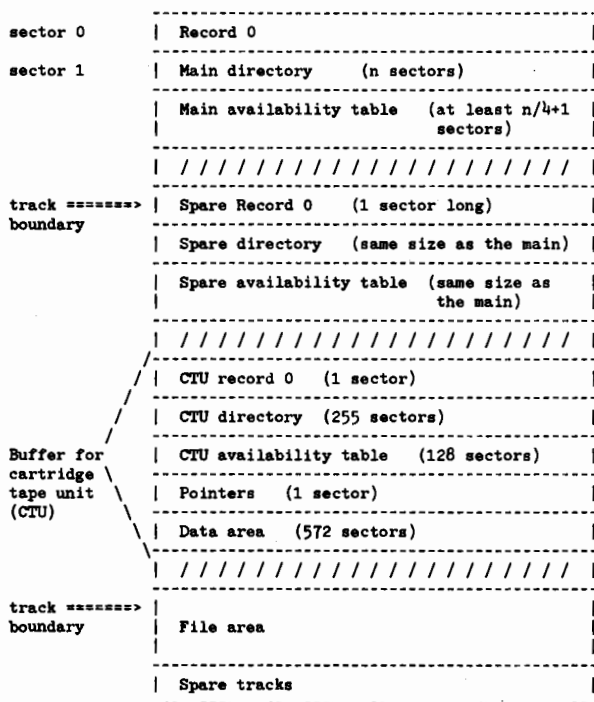 sector 0 | Record 0 |
sector 1 | Main directory (n sectors) |
| Main availability table (at least n/4+1 |
| sectors) |
| / / / / / / / / / / / / / / / / / / / / / |
track =======> | Spare Record 0 (1 sector long) |
boundary
| Spare directory (same size as the main) |
| Spare availability table (same size as |
| the main) |
| / / / / / / / / / / / / / / / / / / / / / |
| CTU record 0 (1 sector) |
| CTU directory (255 sectors) |
Buffer for | CTU availability table (128 sectors) |
cartridge
tape unit | Pointers (1 sector) |
(CTU)
| Data area (572 sectors) |
| / / / / / / / / / / / / / / / / / / / / / |
track =======> |
boundary | File area |
| Spare tracks |